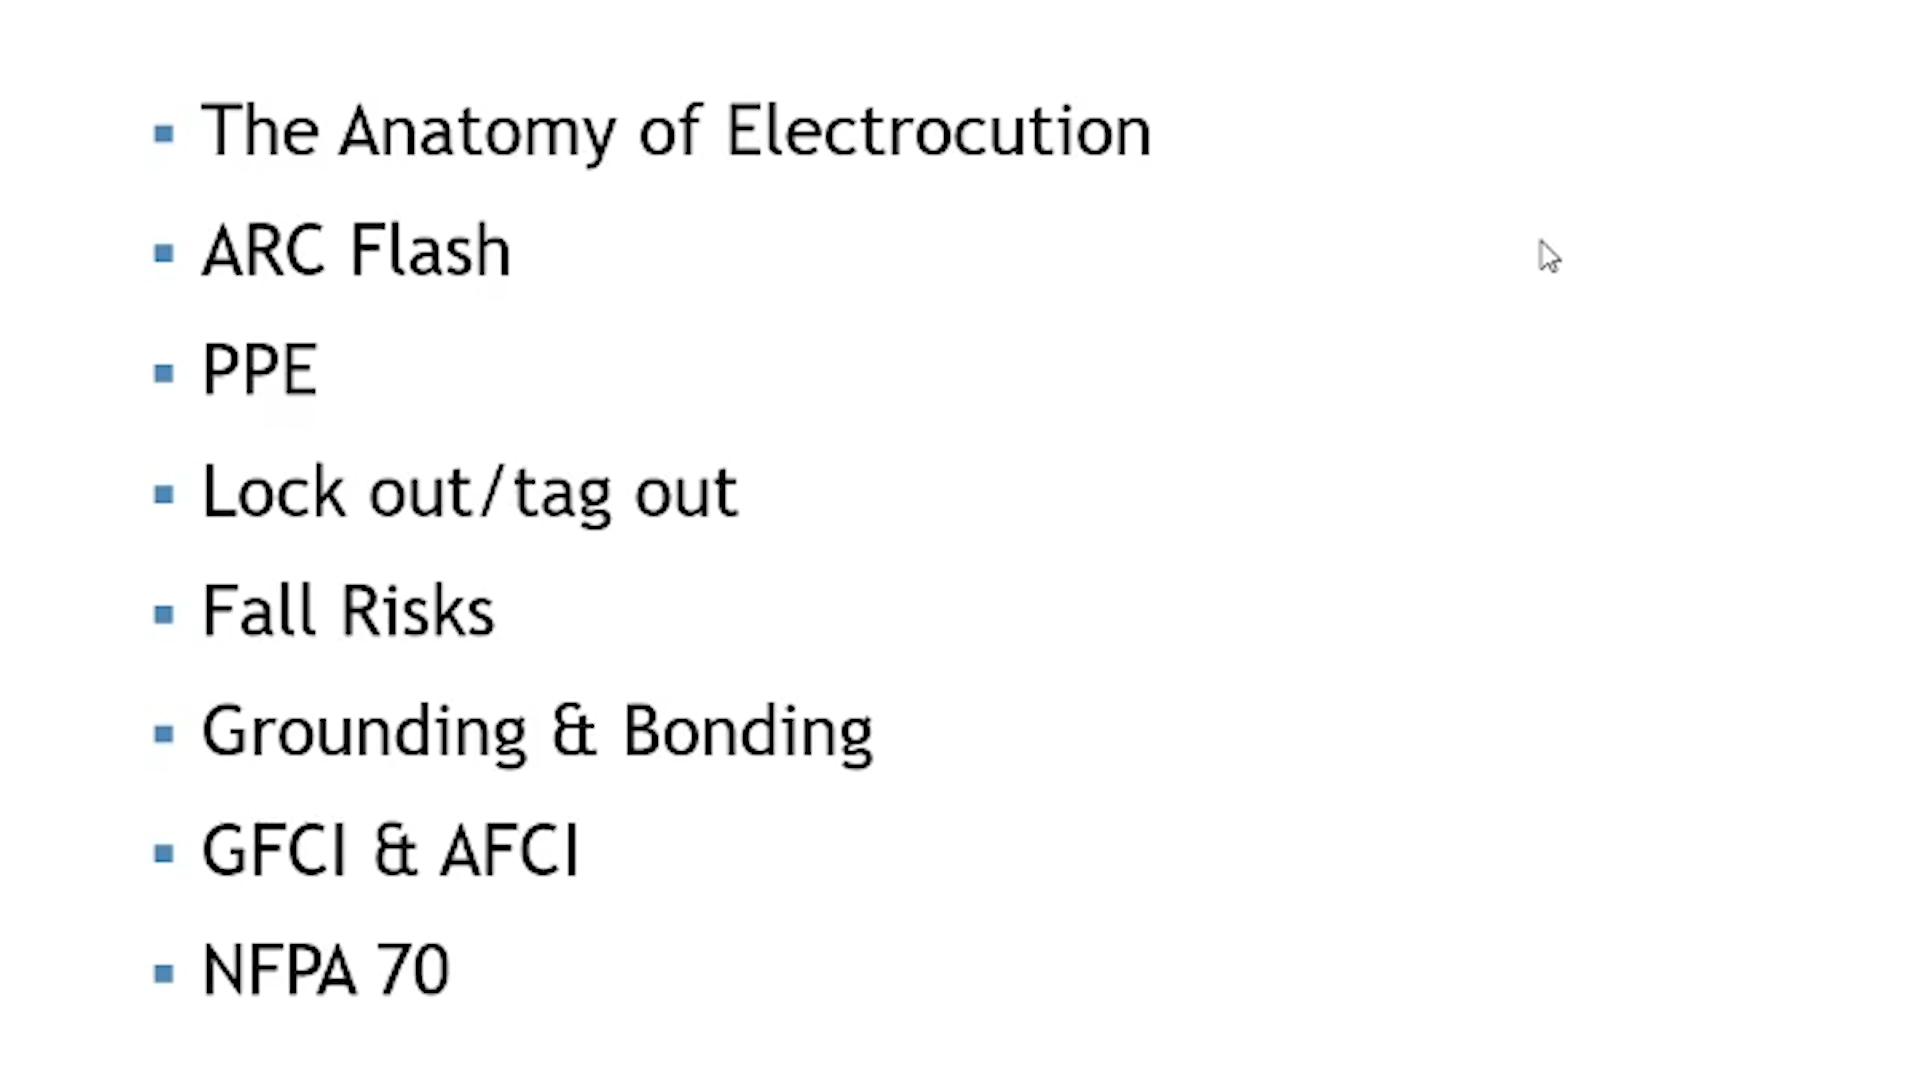 The Anatomy of Electrocution
ARC Flash
PPE
Lock out/tag out
Fall Risks
Grounding & Bonding
GFCI & AFCI
NFPA 70